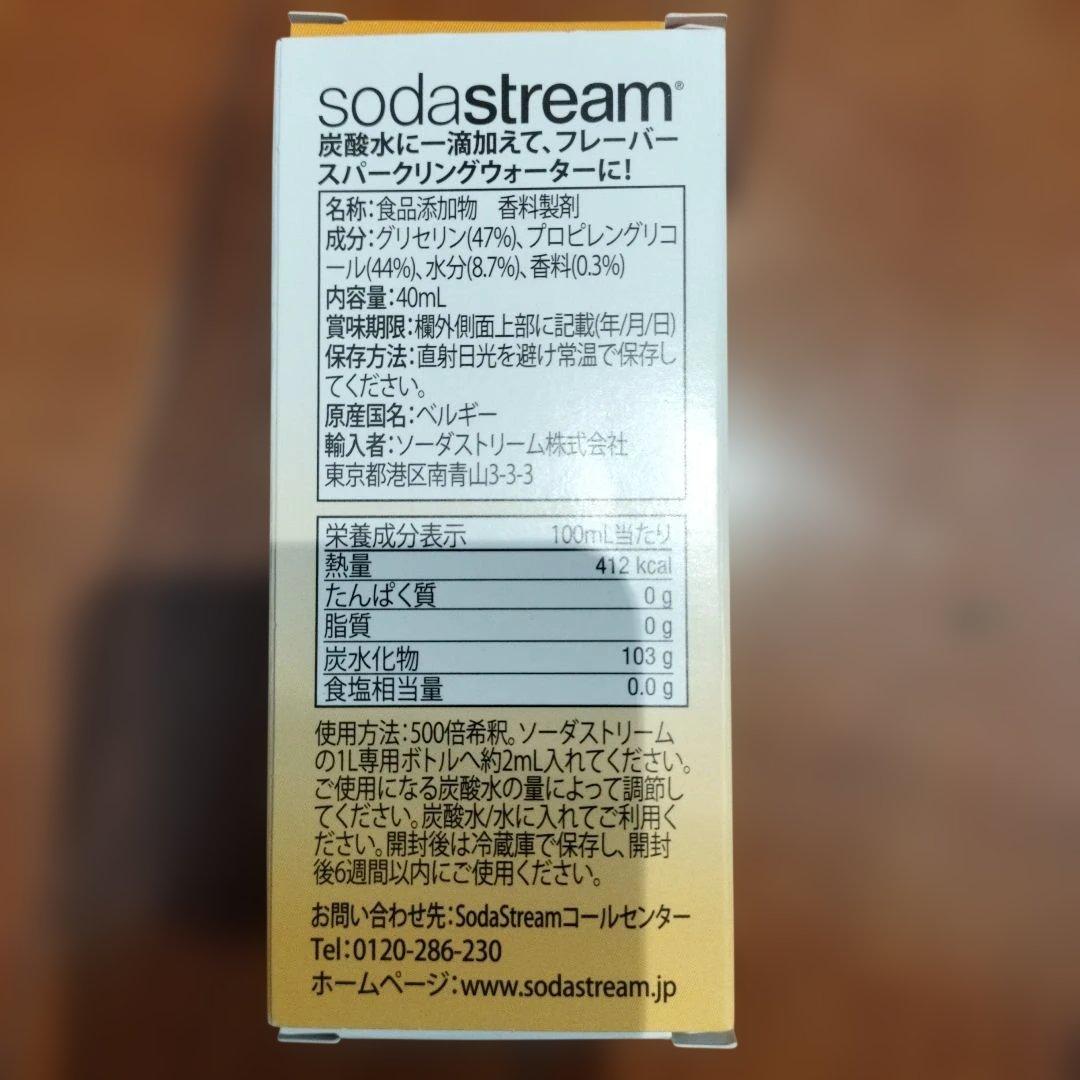 sodastream®
炭酸水に一滴加えて、フレーバー
スパークリングウォーターに!
名称:食品添加物　香料製剤
成分:グリセリン(47%)、プロピレングリコ
ール(44%)、水分(8.7%)、香料(0.3%)
内容量:40mL
賞味期限:欄外側面上部に記載(年/月/日)
保存方法:直射日光を避け常温で保存し
てください。
原産国名:ベルギー
輸入者:ソーダストリーム株式会社
東京都港区南青山3-3-3
栄養成分表示　100mL当たり
熱量　412 kcal
たんぱく質　0 g
脂質　0 g
炭水化物　103 g
食塩相当量　0.0 g
使用方法:500倍希釈。ソーダストリーム
の1L専用ボトルへ約2mL入れてください。
ご使用になる炭酸水の量によって調節し
てください。炭酸水/水に入れてご利用く
ださい。開封後は冷蔵庫で保存し、開封
後6週間以内にご使用ください。
お問い合わせ先:SodaStreamコールセンター
Tel:0120-286-230
ホームページ:www.sodastream.jp